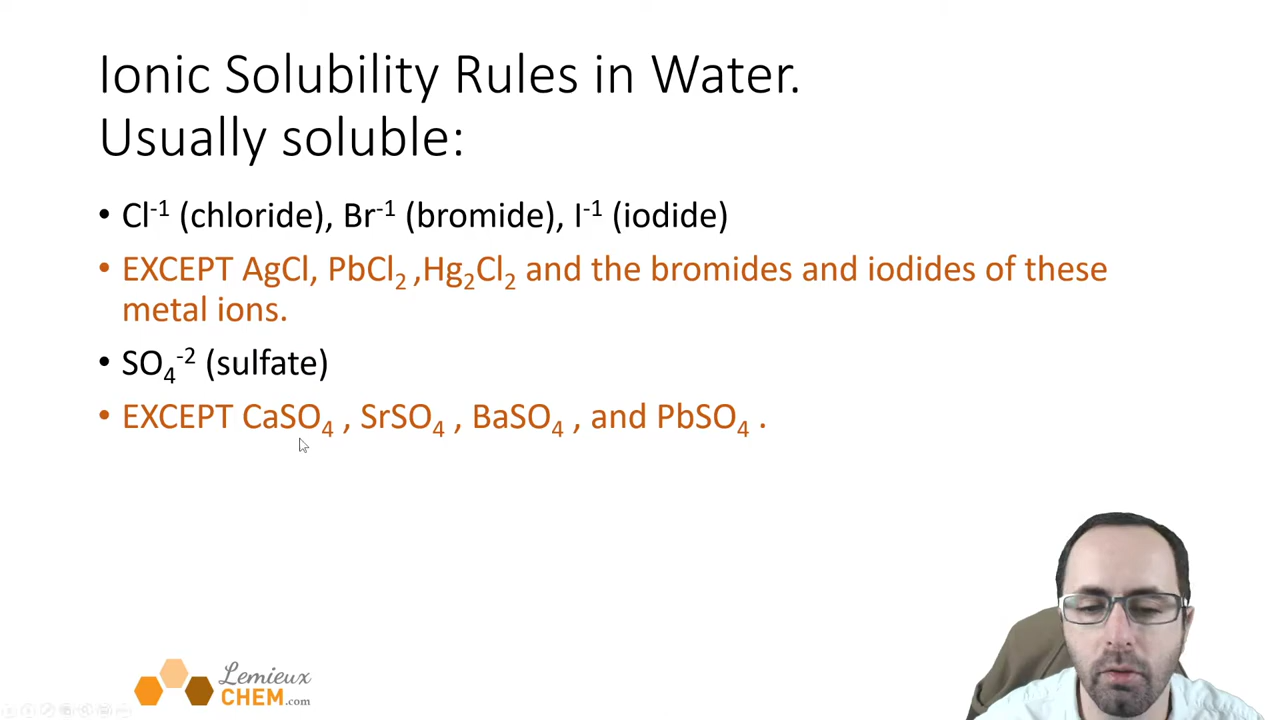 Ionic Solubility Rules in Water.
Usually soluble:
• Cl⁻¹ (chloride), Br⁻¹ (bromide), I⁻¹ (iodide)
• EXCEPT AgCl, PbCl₂ ,Hg₂Cl₂ and the bromides and iodides of these
metal ions.
• SO₄⁻² (sulfate)
• EXCEPT CaSO₄ , SrSO₄ , BaSO₄ , and PbSO₄ .
Lemieux
CHEM.com